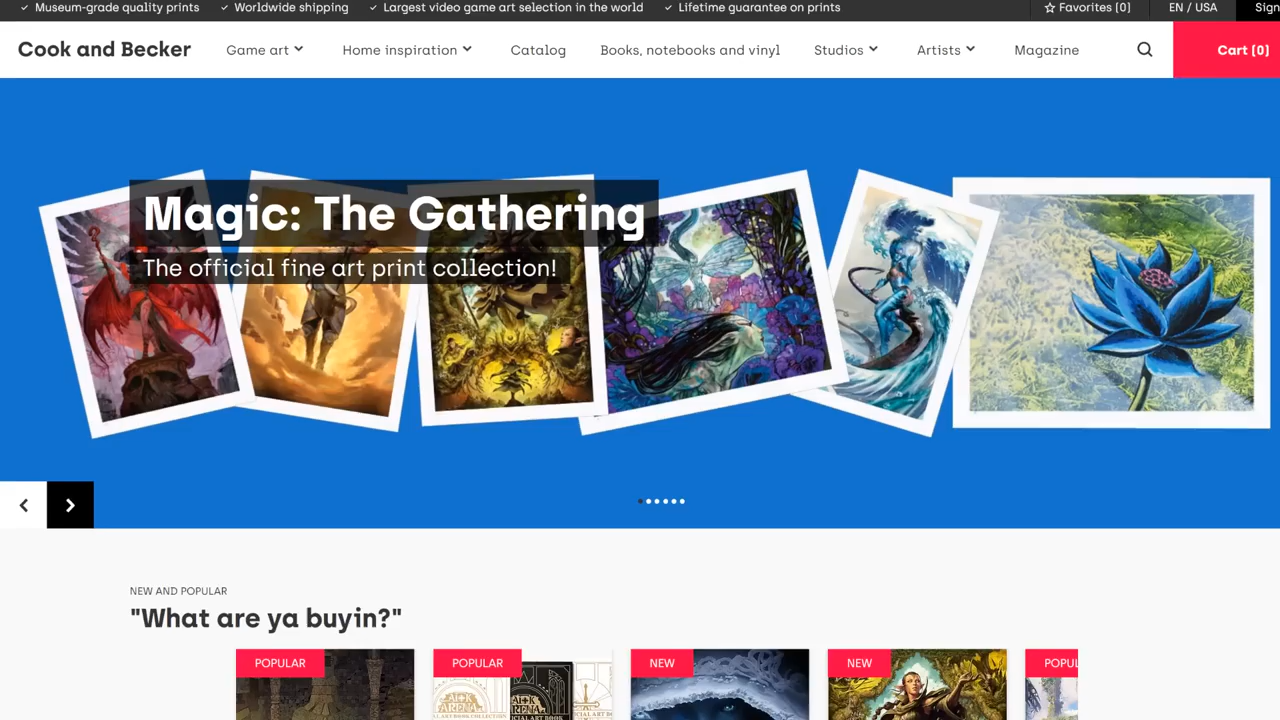 Museum-grade quality prints
Worldwide shipping
Largest video game art selection in the world
Lifetime guarantee on prints
Favorites (0)
EN / USA
Sign
Cook and Becker
Game art
Home inspiration
Catalog
Books, notebooks and vinyl
Studios
Artists
Magazine
Cart (0)
Magic: The Gathering
The official fine art print collection!
NEW AND POPULAR
"What are ya buyin?"
POPULAR
POPULAR
NEW
NEW
POPUL